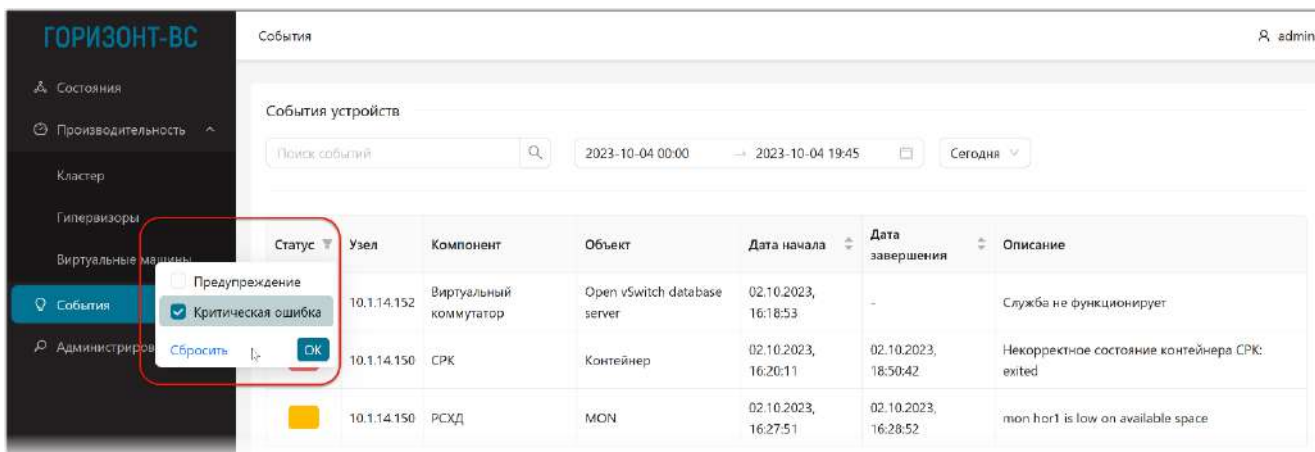 ГОРИЗОНТ-ВС
События
admin
Состояния
Производительность
Кластер
Гипервизоры
Виртуальные машины
События
Администриров
События устройств
Поиск событий
2023-10-04 00:00 → 2023-10-04 19:45
Сегодня
Статус Узел Компонент Объект Дата начала Дата завершения Описание
Предупреждение
Критическая ошибка
Сбросить OK
10.1.14.152 Виртуальный коммутатор Open vSwitch database server 02.10.2023, 16:18:53 - Служба не функционирует
10.1.14.150 СРК Контейнер 02.10.2023, 16:20:11 02.10.2023, 18:50:42 Некорректное состояние контейнера СРК: exited
10.1.14.150 РСХД MON 02.10.2023, 16:27:51 02.10.2023, 16:28:52 mon hor1 is low on available space